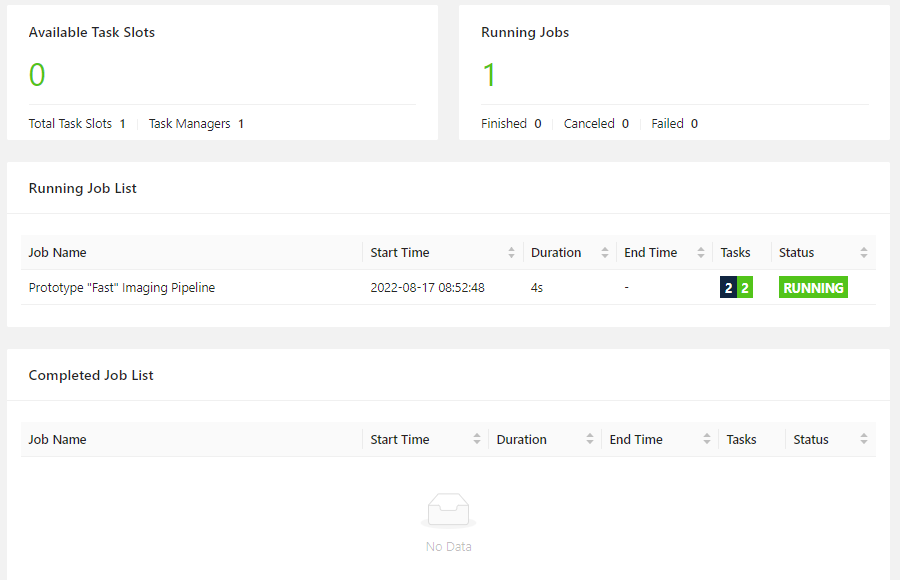 Available Task Slots
0
Total Task Slots 1 Task Managers 1
Running Jobs
1
Finished 0 Canceled 0 Failed 0
Running Job List
Job Name Start Time Duration End Time Tasks Status
Prototype "Fast" Imaging Pipeline 2022-08-17 08:52:48 4s - 2 2 RUNNING
Completed Job List
Job Name Start Time Duration End Time Tasks Status
No Data